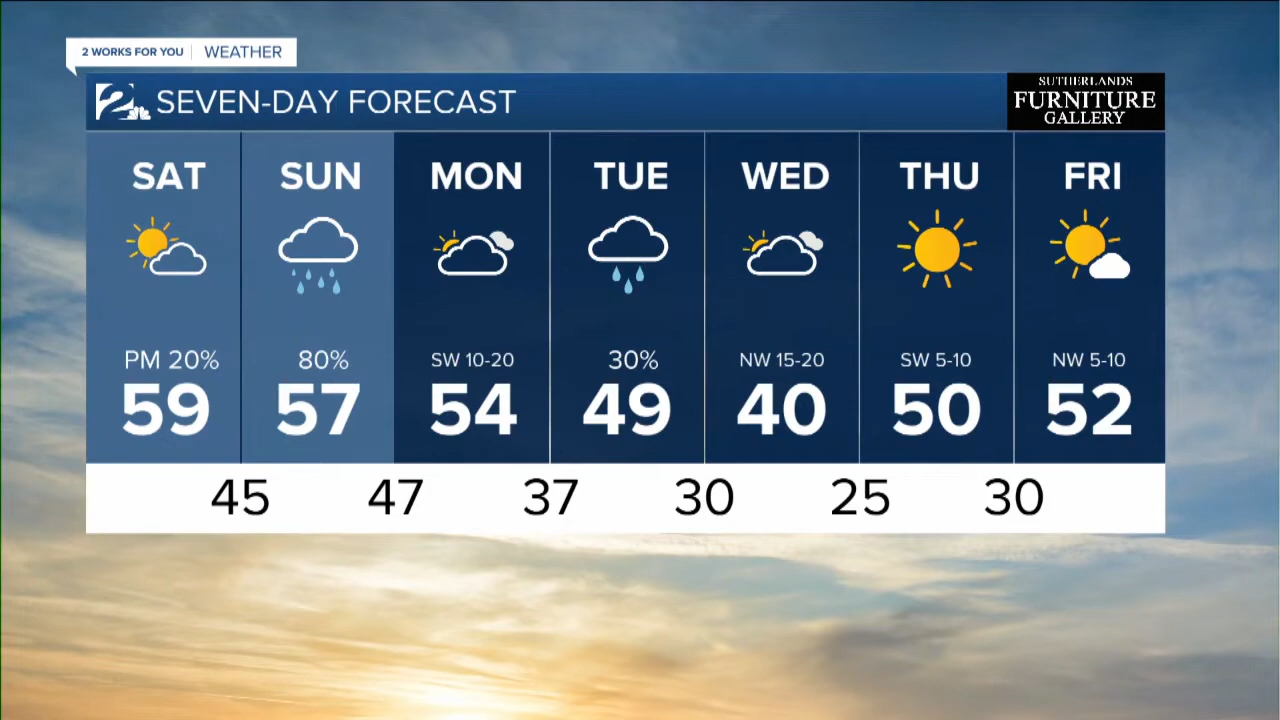 2 WORKS FOR YOU | WEATHER
2 SEVEN-DAY FORECAST
SUTHERLANDS
FURNITURE
GALLERY
SAT SUN MON TUE WED THU FRI
PM 20% 80% SW 10-20 30% NW 15-20 SW 5-10 NW 5-10
59 57 54 49 40 50 52
45 47 37 30 25 30